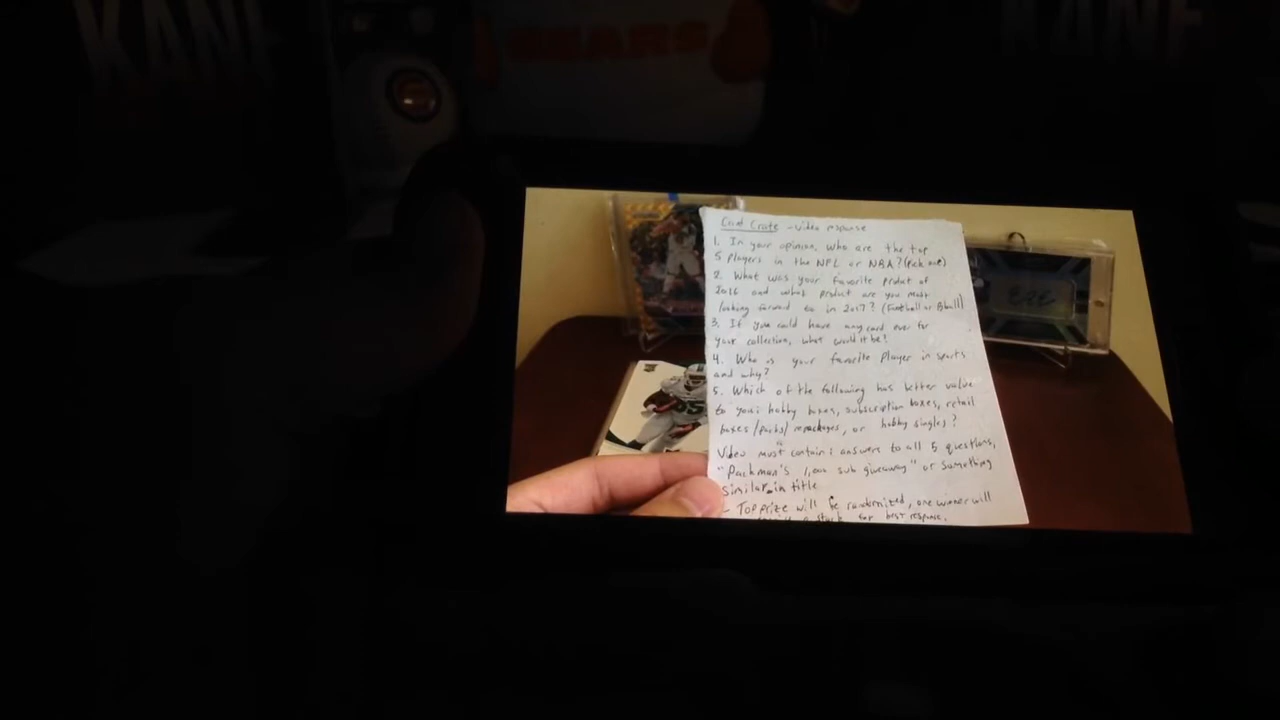 KANE
BEARS
KANE
Card Crate - Video response
1. In your opinion, who are the top
5 players in the NFL or NBA? (Pick one)
2. What was your favorite prduct of
2016 and what prduct are you most
looking forward to in 2017? (Football or Bball)
3. If you could have any card ever for
your collection, what would it be?
4. Who is your favorite player in sports
and why?
5. Which of the following has better value
to you: hobby boxes, subscription boxes, retail
boxes/packs/repackages, or hobby singles?
Video must contain: answers to all 5 questions,
"Packman's 1,000 sub giveaway" or something
similar in title
- Top prize will be randomized, one winner will
for best response.